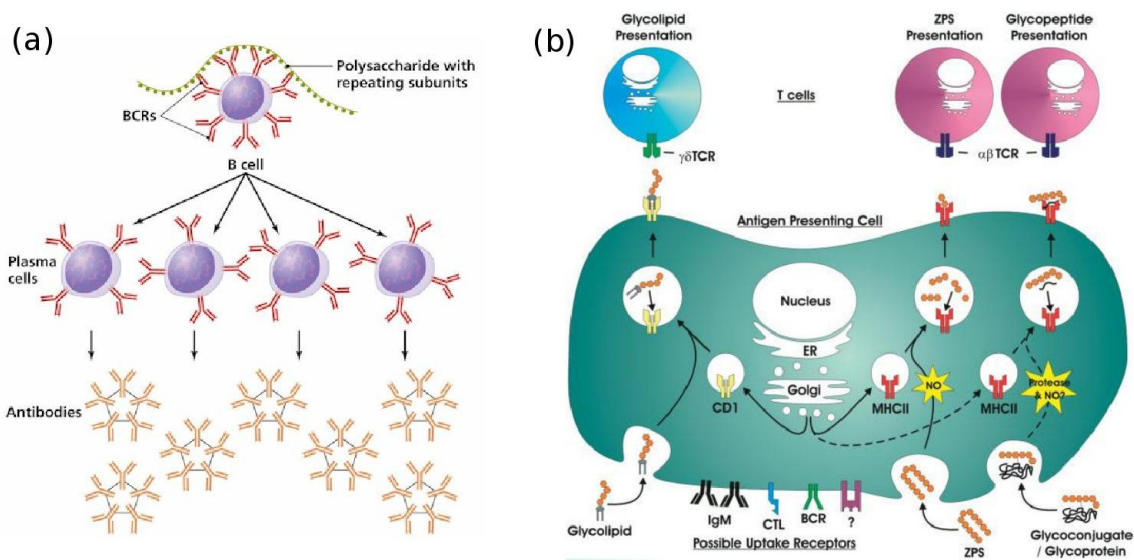 (a)
Polysaccharide with
repeating subunits
BCRs
B cell
Plasma
cells
Antibodies
(b)
Glycolipid
Presentation
ZPS
Presentation
Glycopeptide
Presentation
T cells
γδTCR
αβ TCR
Antigen Presenting Cell
Nucleus
ER
Golgi
CD1
MHCII
NO
MHCII
Protease
& NO?
Glycolipid
IgM
CTL
BCR
?
Possible Uptake Receptors
ZPS
Glycoconjugate
/ Glycoprotein